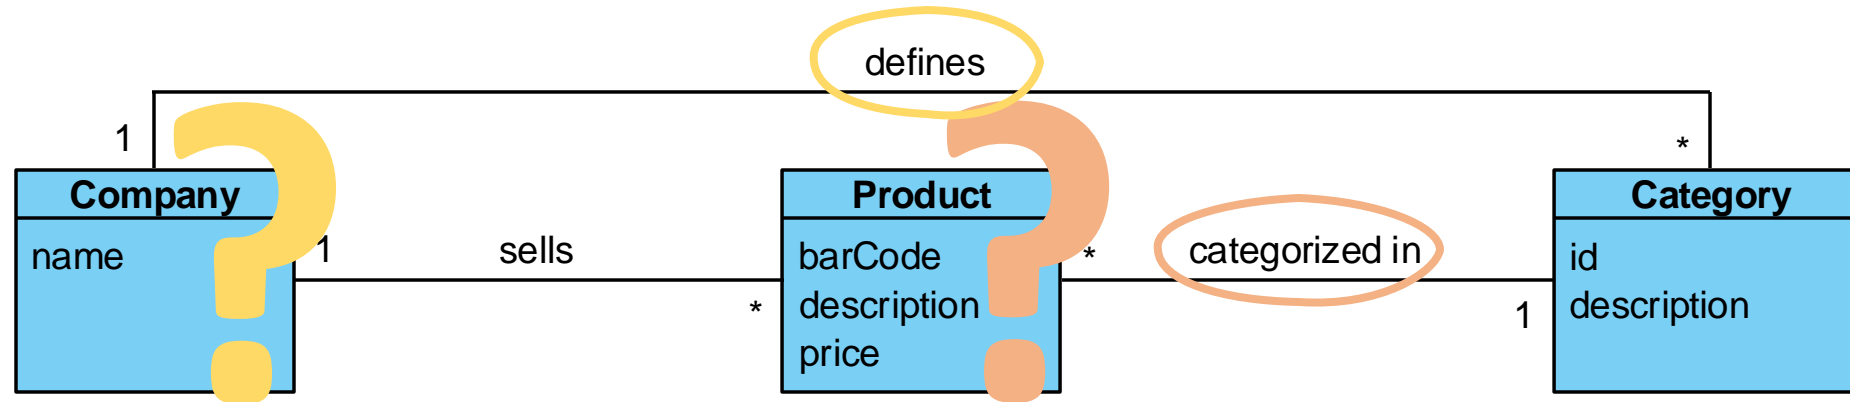 defines
1
*
Company
name
1
sells
*
Product
barCode
description
price
*
categorized in
1
Category
id
description
?
?